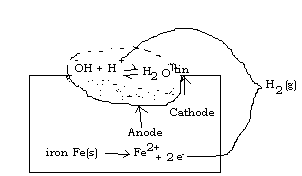 OH + H⁺ ⇌ H₂O
tin
H₂(g)
Cathode
Anode
iron Fe(s) → Fe²⁺ + 2 e⁻